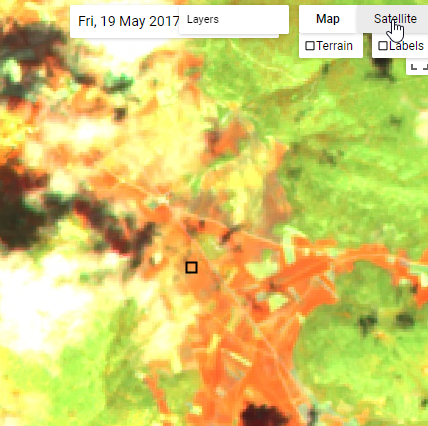 Fri, 19 May 2017
Layers
Map
Satellite
Terrain
Labels